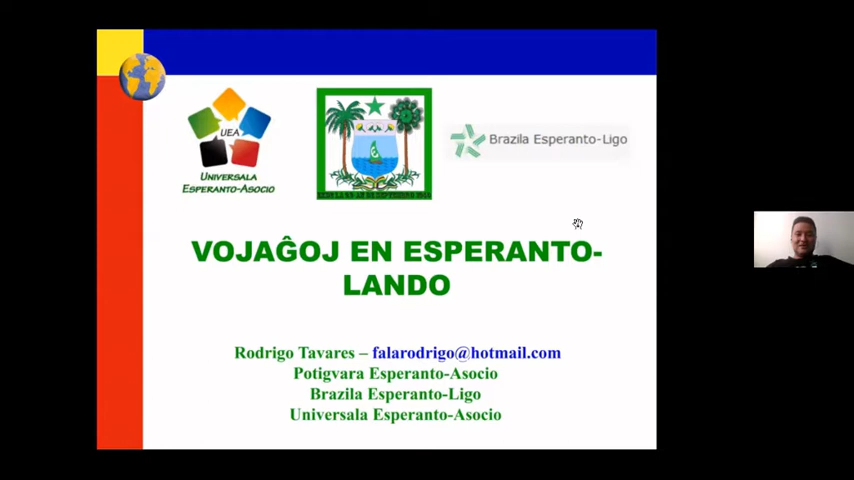 UEA
UNIVERSALA
ESPERANTO-ASOCIO
Brazila Esperanto-Ligo
VOJAĜOJ EN ESPERANTO-
LANDO
Rodrigo Tavares – falarodrigo@hotmail.com
Potigvara Esperanto-Asocio
Brazila Esperanto-Ligo
Universala Esperanto-Asocio